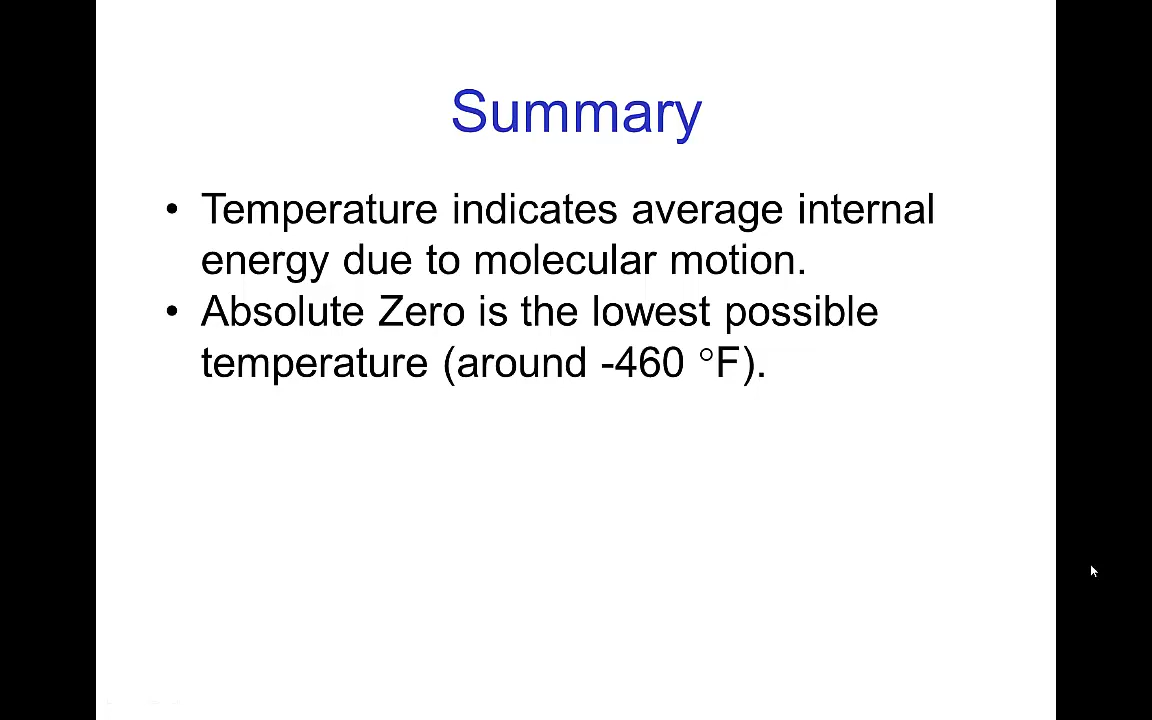 Summary
• Temperature indicates average internal
energy due to molecular motion.
• Absolute Zero is the lowest possible
temperature (around -460 °F).